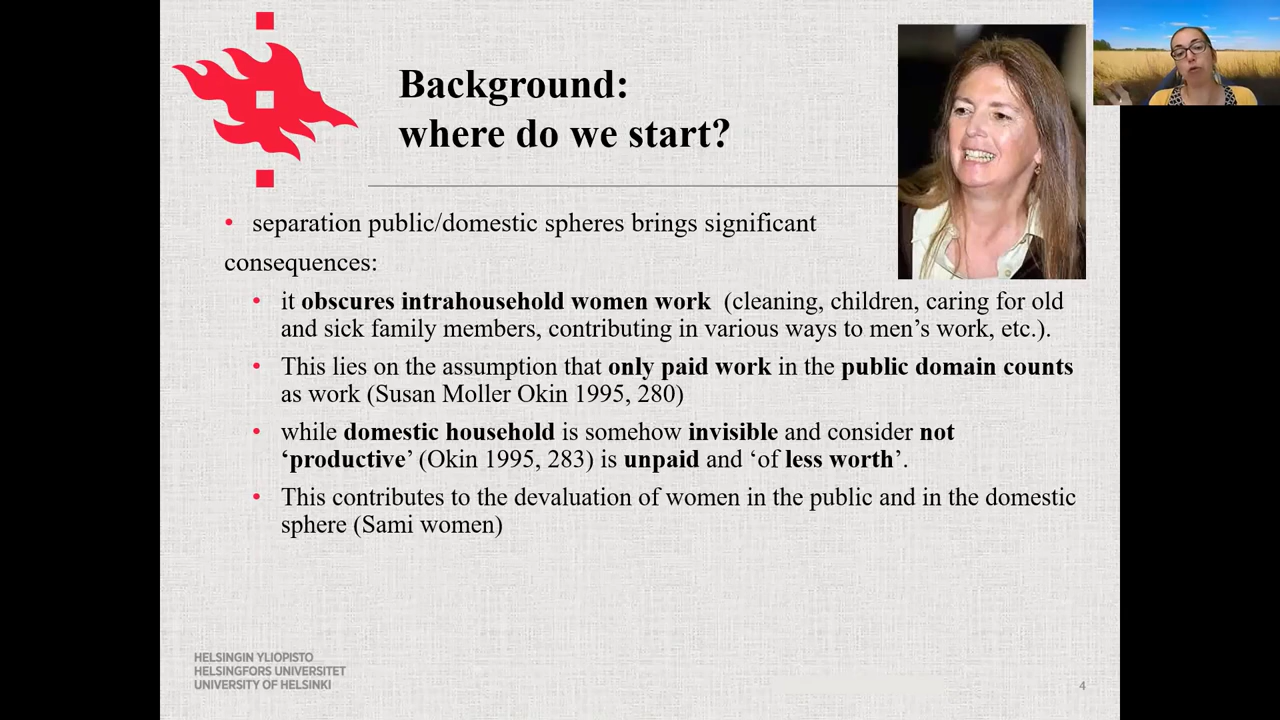 Background:
where do we start?
• separation public/domestic spheres brings significant
consequences:
• it obscures intrahousehold women work (cleaning, children, caring for old
and sick family members, contributing in various ways to men’s work, etc.).
• This lies on the assumption that only paid work in the public domain counts
as work (Susan Moller Okin 1995, 280)
• while domestic household is somehow invisible and consider not
‘productive’ (Okin 1995, 283) is unpaid and ‘of less worth’.
• This contributes to the devaluation of women in the public and in the domestic
sphere (Sami women)
HELSINGIN YLIOPISTO
HELSINGFORS UNIVERSITET
UNIVERSITY OF HELSINKI
4